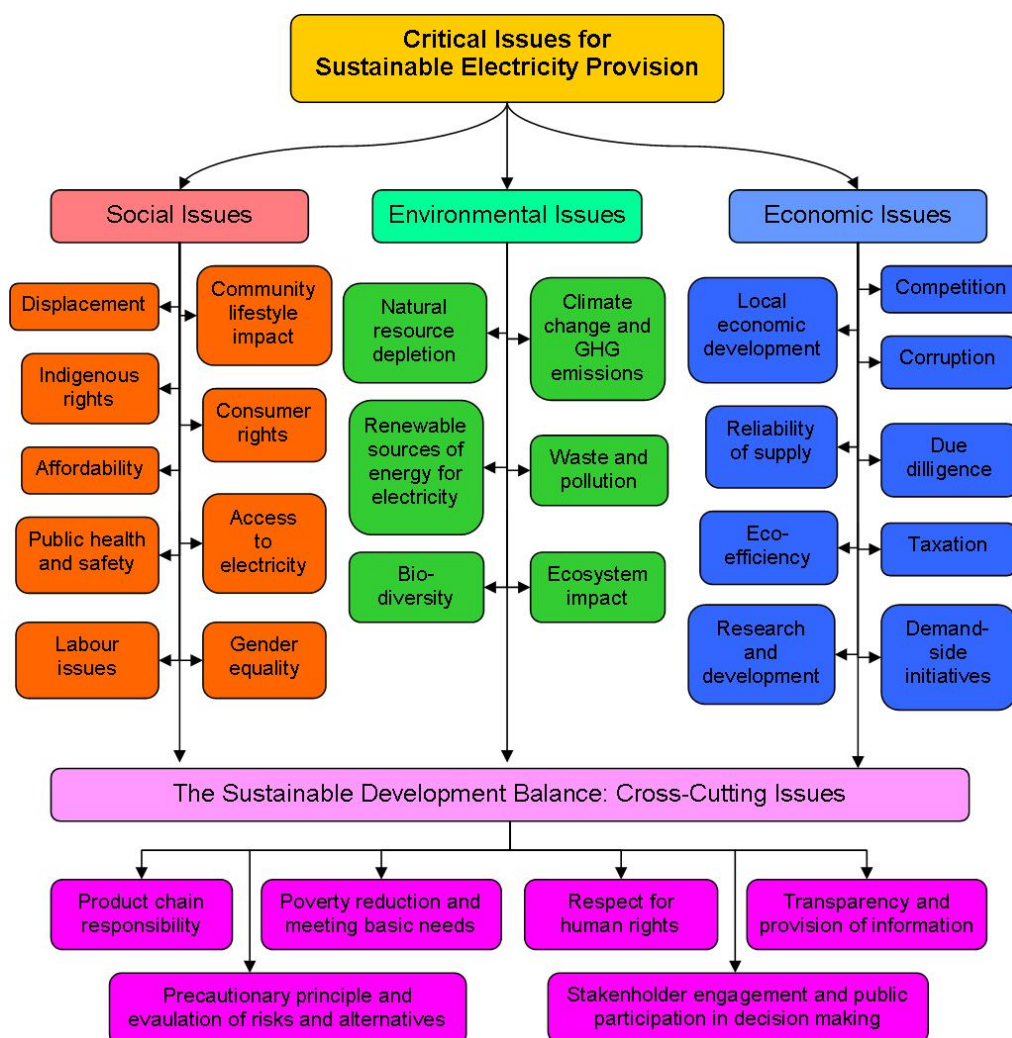 Critical Issues for
Sustainable Electricity Provision
Social Issues
Environmental Issues
Economic Issues
Displacement
Community
lifestyle
impact
Indigenous
rights
Consumer
rights
Affordability
Public health
and safety
Access
to
electricity
Labour
issues
Gender
equality
Natural
resource
depletion
Climate
change and
GHG
emissions
Renewable
sources of
energy for
electricity
Waste and
pollution
Bio-
diversity
Ecosystem
impact
Local
economic
development
Competition
Corruption
Reliability
of supply
Due
dilligence
Eco-
efficiency
Taxation
Research
and
development
Demand-
side
initiatives
The Sustainable Development Balance: Cross-Cutting Issues
Product chain
responsibility
Poverty reduction and
meeting basic needs
Respect for
human rights
Transparency and
provision of information
Precautionary principle and
evaulation of risks and alternatives
Stakeholder engagement and public
participation in decision making